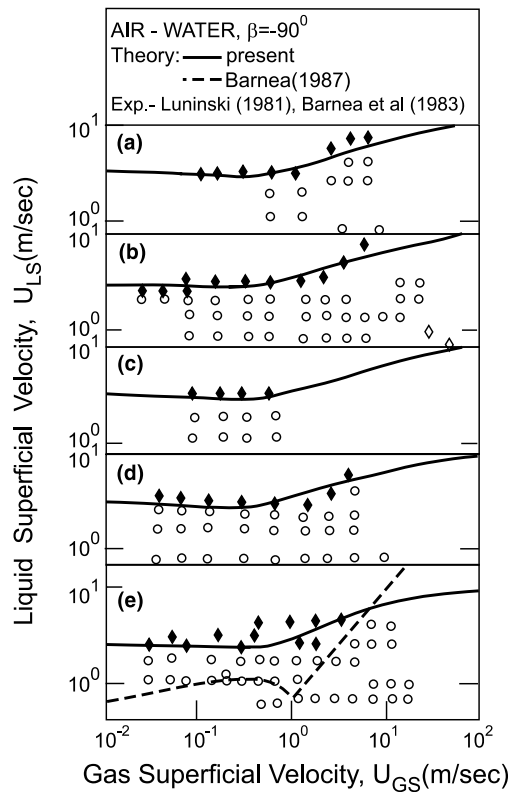 AIR - WATER, β=-90⁰
Theory: present
Barnea(1987)
Exp.- Luninski (1981), Barnea et al (1983)
(a)
10¹
10⁰
(b)
10¹
10⁰
(c)
10¹
10⁰
(d)
10¹
10⁰
(e)
10¹
10⁰
Liquid Superficial Velocity, U_LS(m/sec)
10⁻² 10⁻¹ 10⁰ 10¹ 10²
Gas Superficial Velocity, U_GS(m/sec)